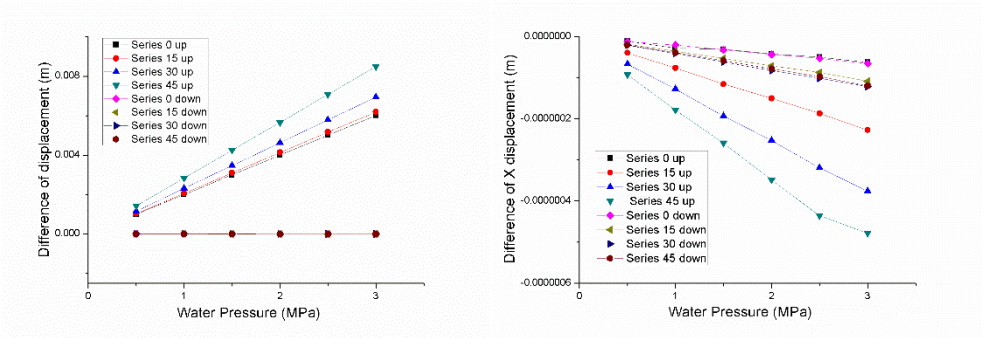 Series 0 up
Series 15 up
Series 30 up
Series 45 up
Series 0 down
Series 15 down
Series 30 down
Series 45 down
0.008
0.004
0.000
0
1
2
3
4
Difference of displacement (m)
Water Pressure (MPa)
0.0000000
-0.0000002
-0.0000004
-0.0000006
Series 0 up
Series 15 up
Series 30 up
Series 45 up
Series 0 down
Series 15 down
Series 30 down
Series 45 down
0
1
2
3
Difference of X displacement (m)
Water Pressure (MPa)